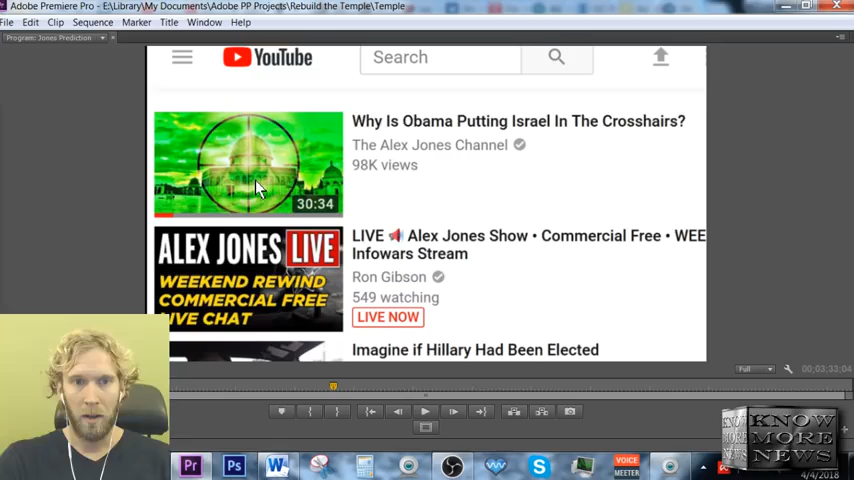 Adobe Premiere Pro - E:\Library\My Documents\Adobe PP Projects\Rebuild the Temple\Temple
File Edit Clip Sequence Marker Title Window Help
Program: Jones Prediction
YouTube
Search
Why Is Obama Putting Israel In The Crosshairs?
The Alex Jones Channel
98K views
30:34
ALEX JONES LIVE
WEEKEND REWIND
COMMERCIAL FREE
LIVE CHAT
LIVE Alex Jones Show • Commercial Free • WEE
Infowars Stream
Ron Gibson
549 watching
LIVE NOW
Imagine if Hillary Had Been Elected
Full
00;03;33;04
Pr
Ps
W
S
VOICE
MEETER
KNOW
MORE
NEWS
4/4/2018